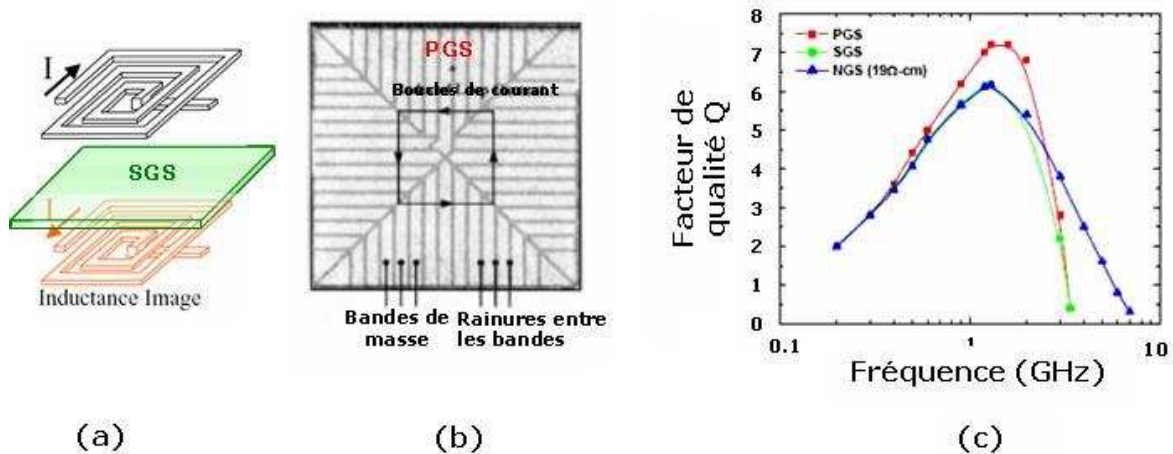 I
SGS
I
Inductance Image
(a)
PGS
Boucles de courant
Bandes de
masse
Rainures entre
les bandes
(b)
PGS
SGS
NGS (19Ω-cm)
Facteur de
qualité Q
8
7
6
5
4
3
2
1
0
0.1
1
10
Fréquence (GHz)
(c)